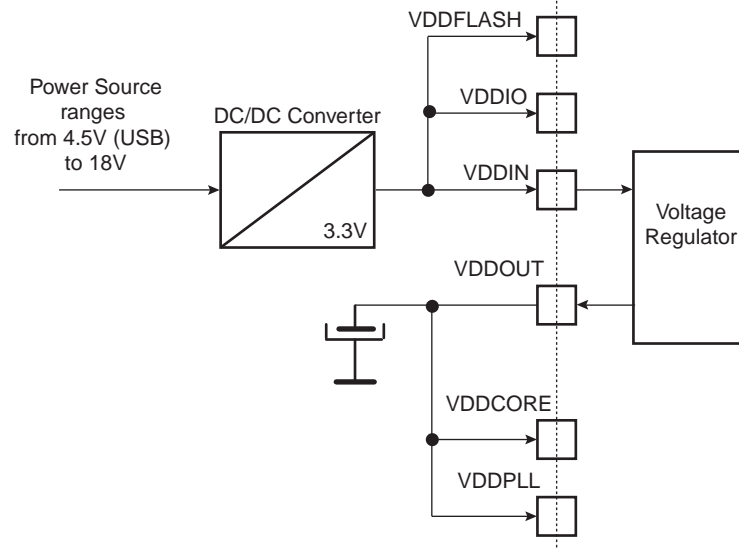 VDDFLASH
Power Source
ranges
from 4.5V (USB)
to 18V
DC/DC Converter
VDDIO
VDDIN
3.3V
Voltage
Regulator
VDDOUT
VDDCORE
VDDPLL